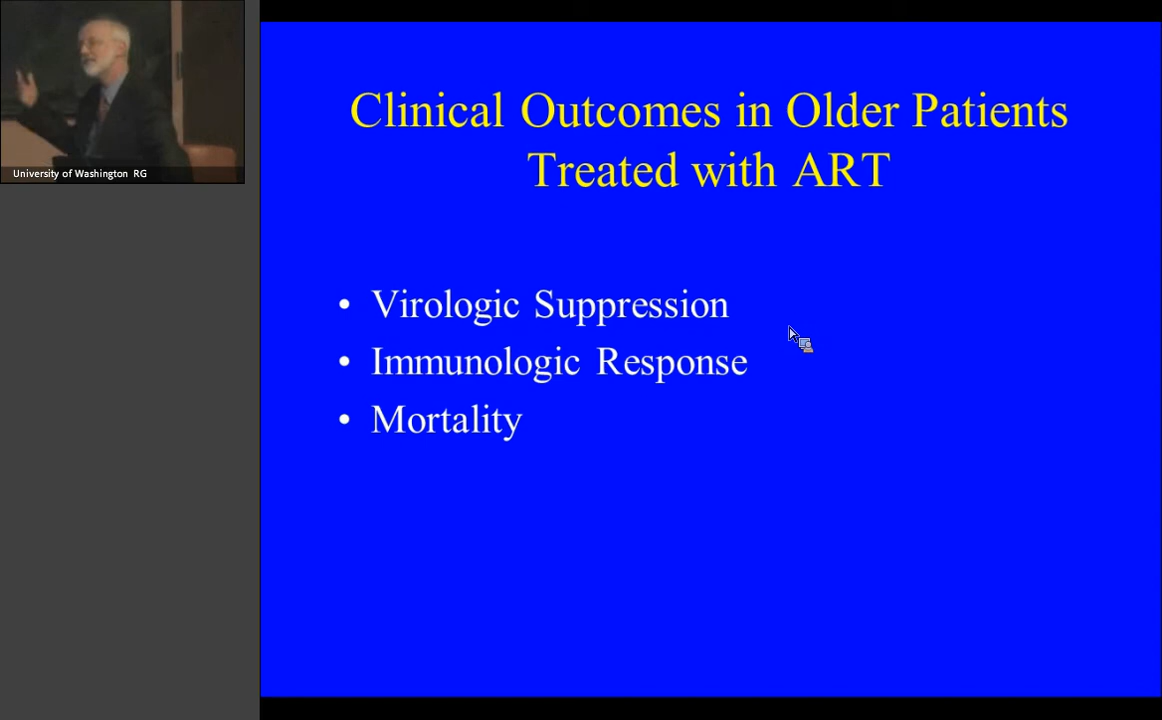 University of Washington RG
Clinical Outcomes in Older Patients
Treated with ART
• Virologic Suppression
• Immunologic Response
• Mortality